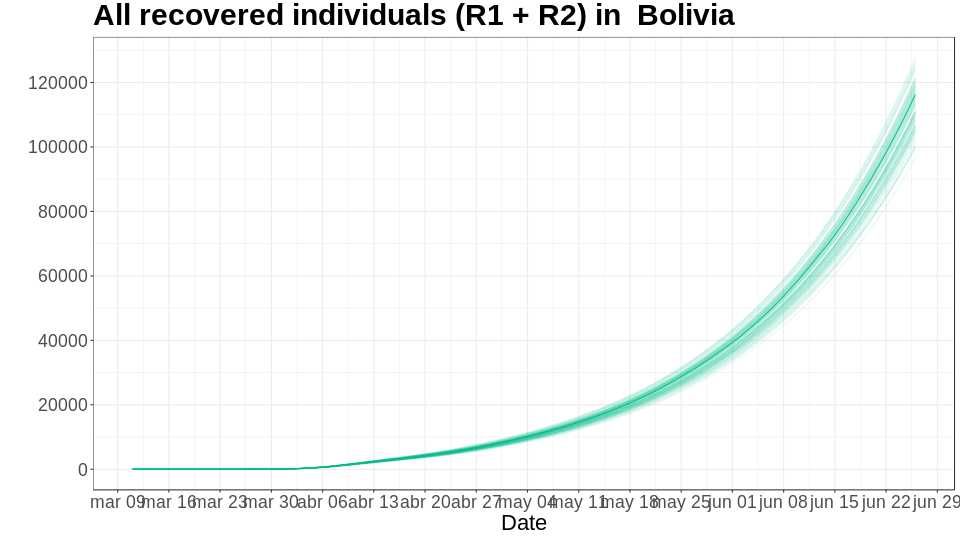 All recovered individuals (R1 + R2) in  Bolivia
120000
100000
80000
60000
40000
20000
0
mar 09 mar 16 mar 23 mar 30 abr 06 abr 13 abr 20 abr 27 may 04 may 11 may 18 may 25 jun 01 jun 08 jun 15 jun 22 jun 29
Date